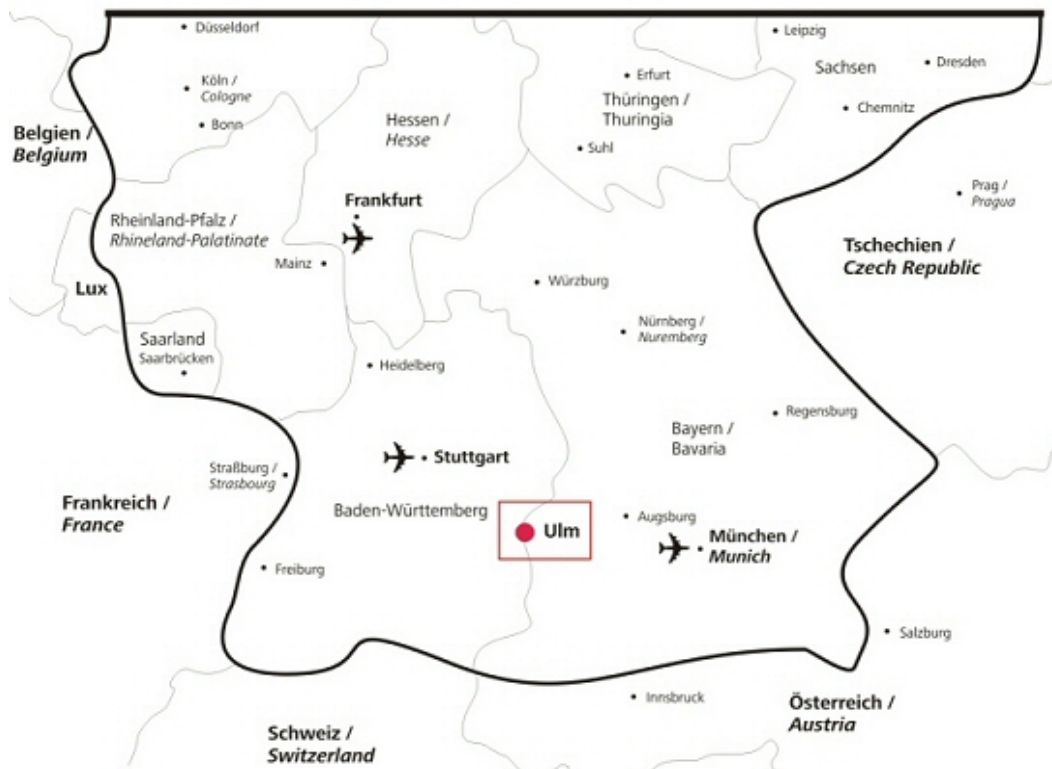 Düsseldorf
Leipzig
Sachsen
Dresden
Köln /
Cologne
Erfurt
Thüringen /
Thuringia
Chemnitz
Belgien /
Belgium
Bonn
Hessen /
Hesse
Suhl
Prag /
Pragua
Rheinland-Pfalz /
Rhineland-Palatinate
Frankfurt
Tschechien /
Czech Republic
Mainz
Lux
Würzburg
Saarland
Saarbrücken
Nürnberg /
Nuremberg
Heidelberg
Regensburg
Bayern /
Bavaria
Straßburg /
Strasbourg
Stuttgart
Frankreich /
France
Baden-Württemberg
Ulm
Augsburg
München /
Munich
Freiburg
Salzburg
Innsbruck
Österreich /
Austria
Schweiz /
Switzerland